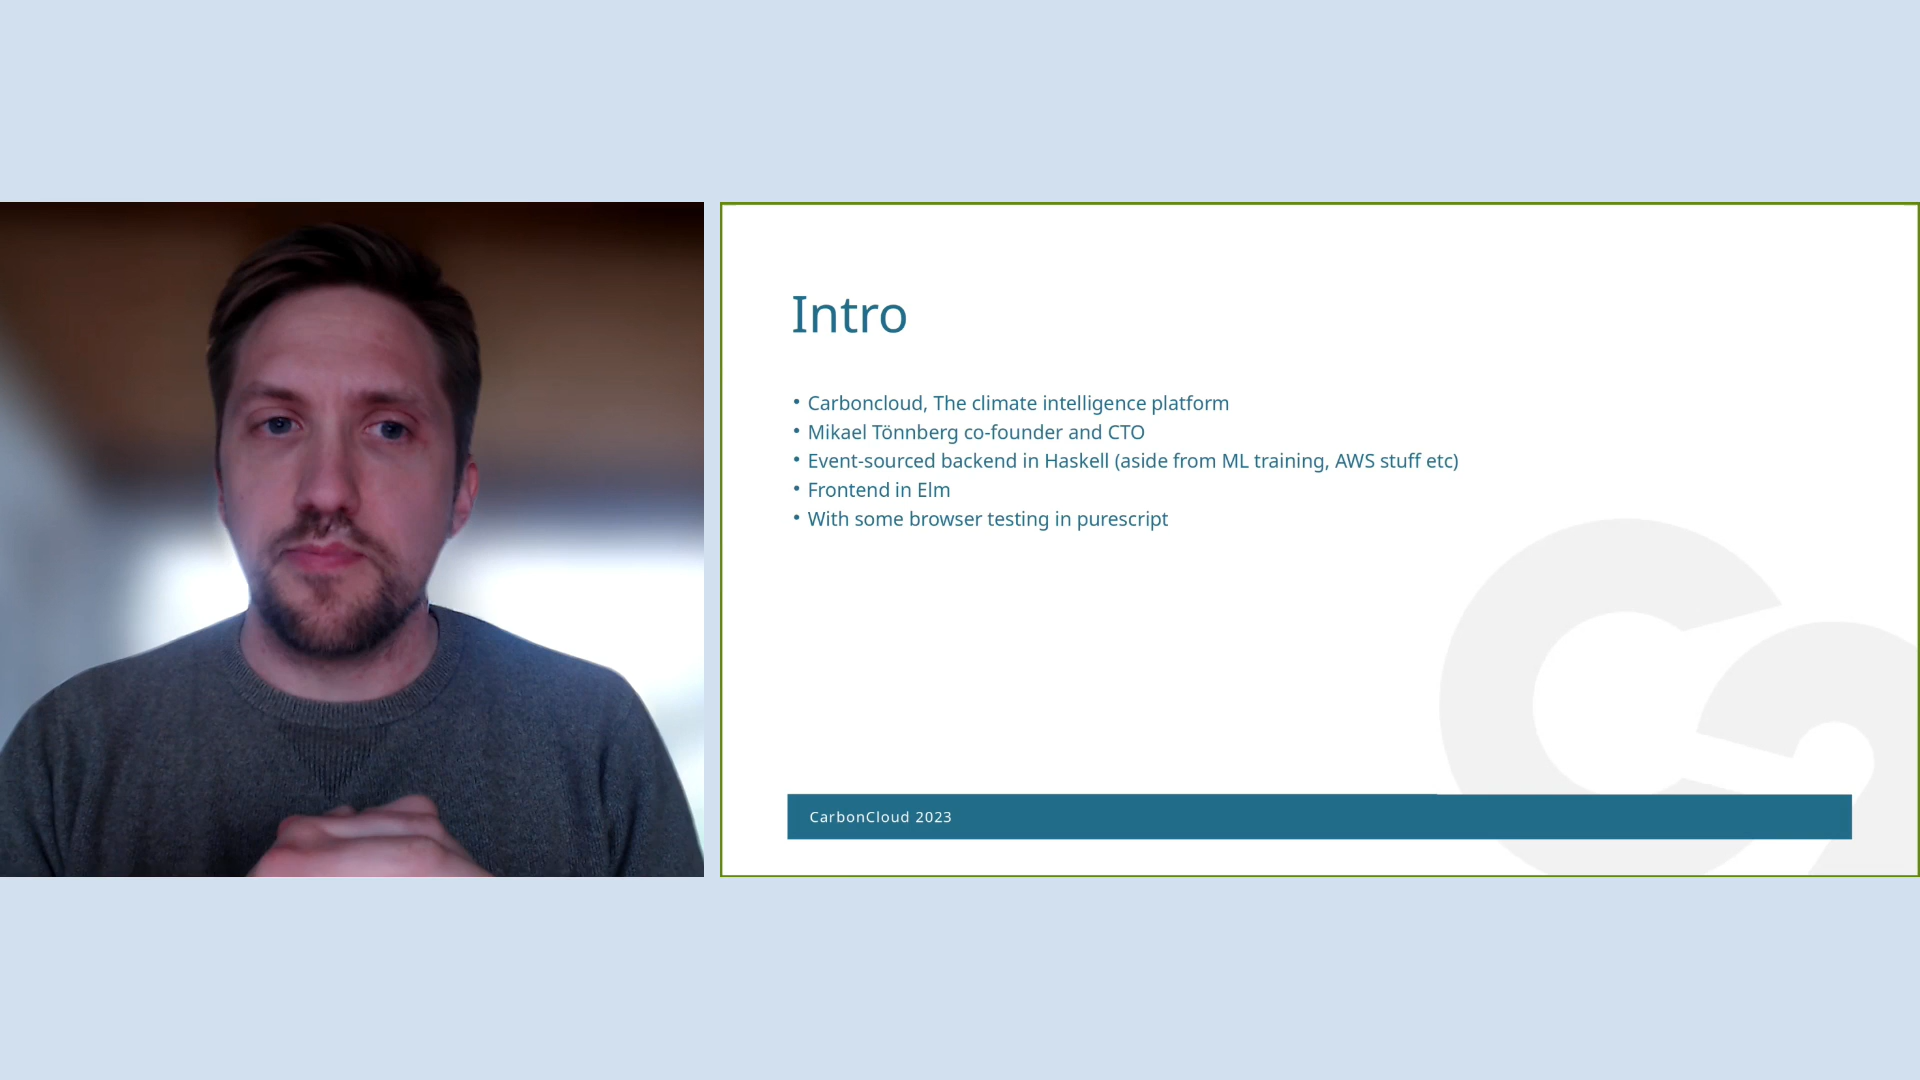 Intro
• Carboncloud, The climate intelligence platform
• Mikael Tönnberg co-founder and CTO
• Event-sourced backend in Haskell (aside from ML training, AWS stuff etc)
• Frontend in Elm
• With some browser testing in purescript
CarbonCloud 2023